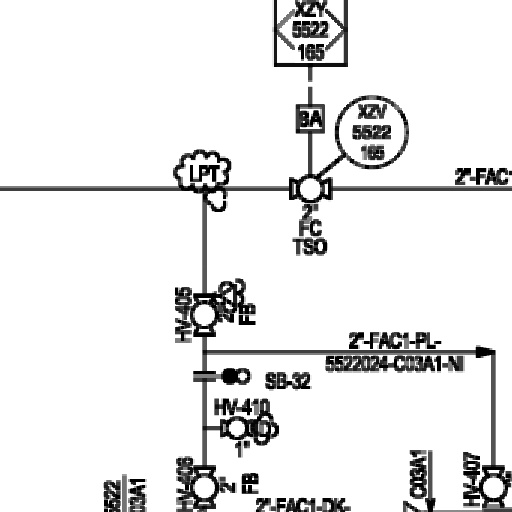 XZY
5522
165
BA
XZV
5522
165
LPT
2"-FAC1
2"
FC
TSO
HV-405
2"
FB
2"-FAC1-PL-
5522024-C03A1-NI
SB-32
HV-410
1"
HV-406
2"
FB
C03A1
HV-407
5522
03A1
2"-FAC1-DK-